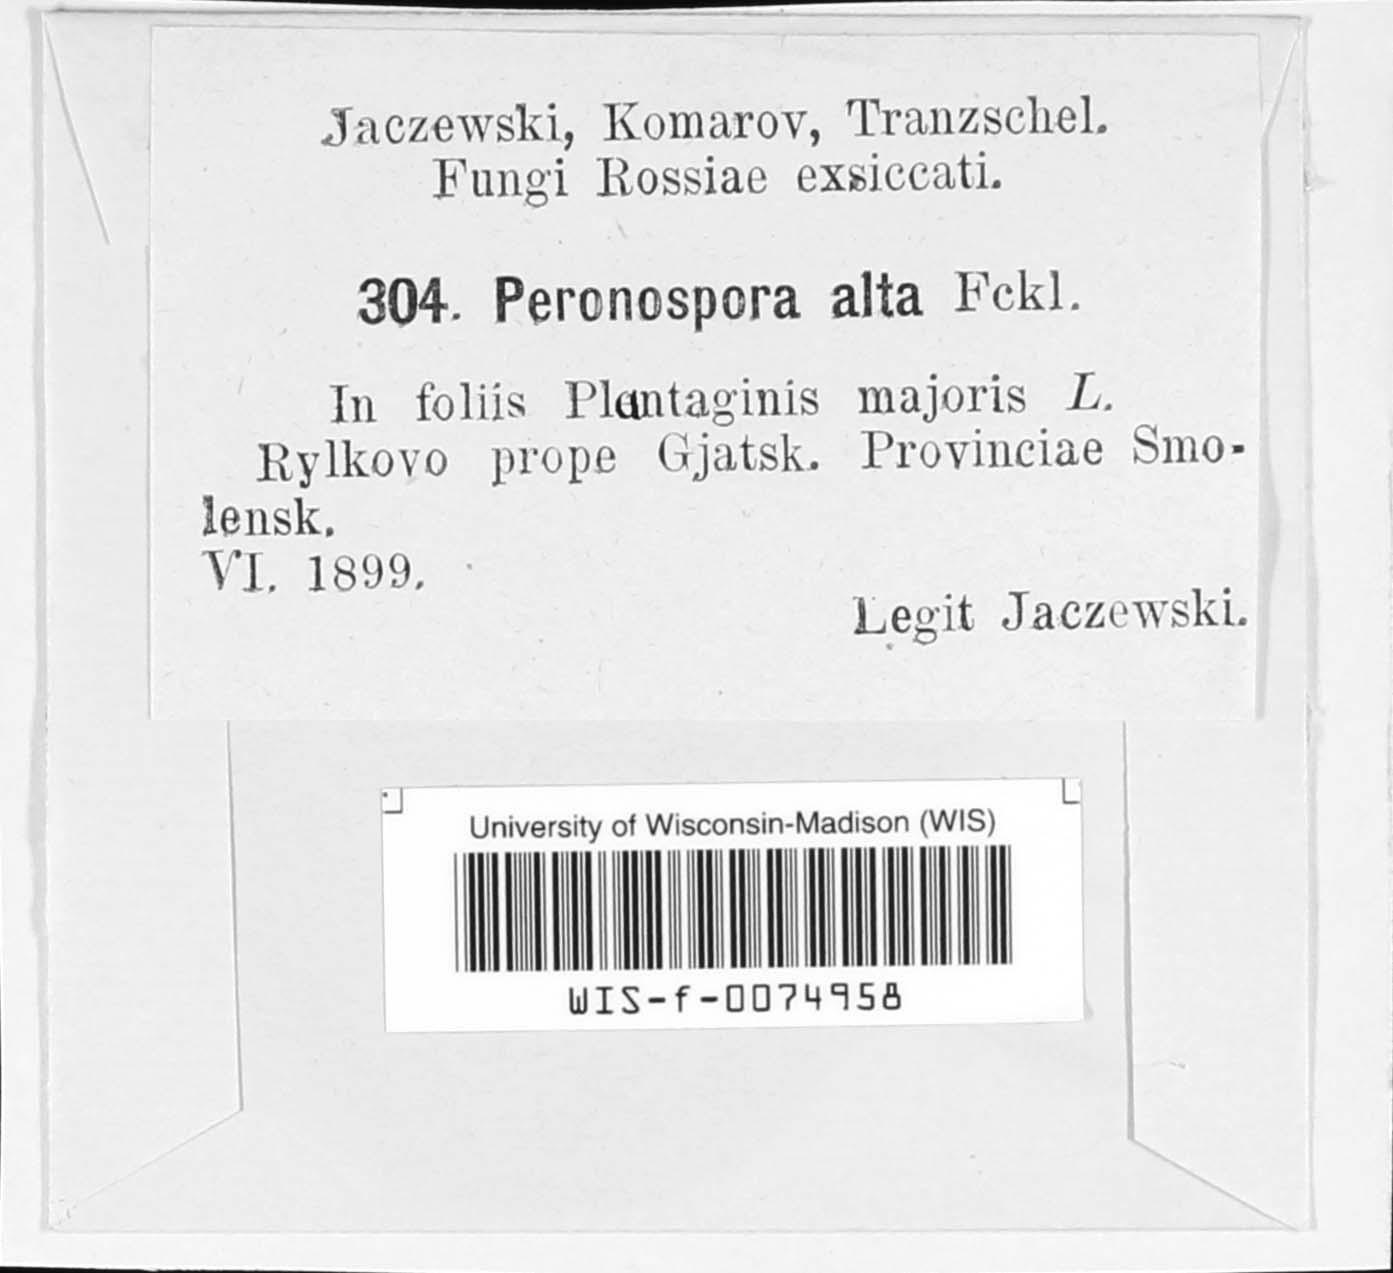 Jaczewski, Komarov, Tranzschel.
Fungi Rossiae exsiccati.
304. Peronospora alta Fckl.
In foliis Plantaginis majoris L.
Rylkovo prope Gjatsk. Provinciae Smo-
lensk.
VI. 1899.
Legit Jaczewski.
University of Wisconsin-Madison (WIS)
WIS-f-0074958